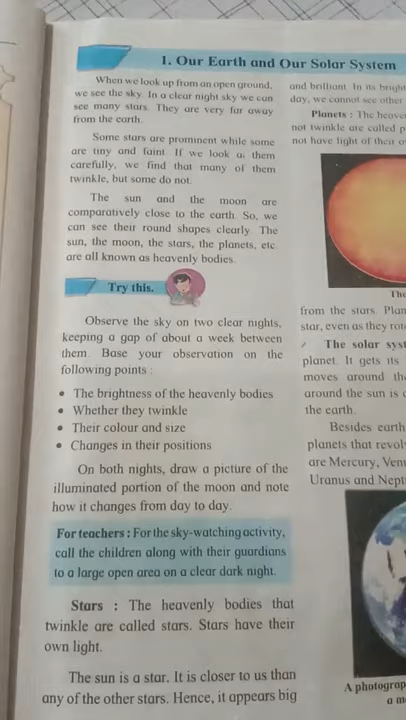 1. Our Earth and Our Solar System
When we look up from an open ground,
we see the sky. In a clear night sky we can
see many stars. They are very far away
from the earth.
Some stars are prominent while some
are tiny and faint. If we look at them
carefully, we find that many of them
twinkle, but some do not.
The sun and the moon are
comparatively close to the earth. So, we
can see their round shapes clearly. The
sun, the moon, the stars, the planets, etc.
are all known as heavenly bodies.
Try this.
Observe the sky on two clear nights,
keeping a gap of about a week between
them. Base your observation on the
following points :
• The brightness of the heavenly bodies
• Whether they twinkle
• Their colour and size
• Changes in their positions
On both nights, draw a picture of the
illuminated portion of the moon and note
how it changes from day to day.
For teachers : For the sky-watching activity,
call the children along with their guardians
to a large open area on a clear dark night.
Stars : The heavenly bodies that
twinkle are called stars. Stars have their
own light.
The sun is a star. It is closer to us than
any of the other stars. Hence, it appears big
and brilliant. In its bright
day, we cannot see other
Planets : The heave
not twinkle are called p
not have light of their o
The
from the stars. Plan
star, even as they rot
The solar syst
planet. It gets its
moves around th
around the sun is c
the earth.
Besides earth
planets that revol
are Mercury, Ven
Uranus and Nept
A photograp
a m